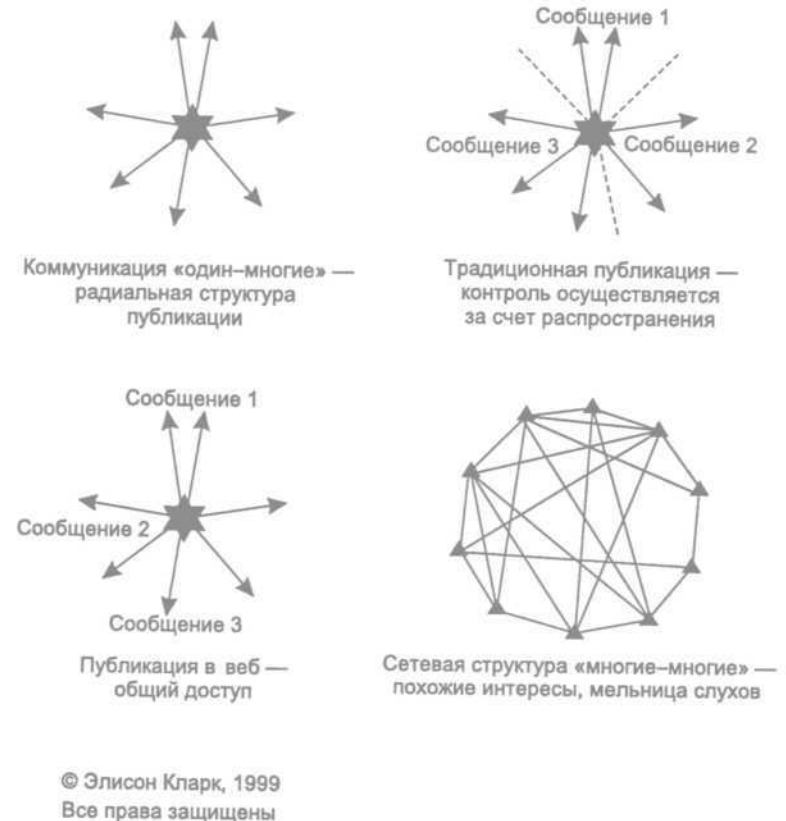 Сообщение 1
Сообщение 3
Сообщение 2
Коммуникация «один–многие» —
радиальная структура
публикации
Традиционная публикация —
контроль осуществляется
за счет распространения
Сообщение 1
Сообщение 2
Сообщение 3
Публикация в веб —
общий доступ
Сетевая структура «многие–многие» —
похожие интересы, мельница слухов
© Элисон Кларк, 1999
Все права защищены